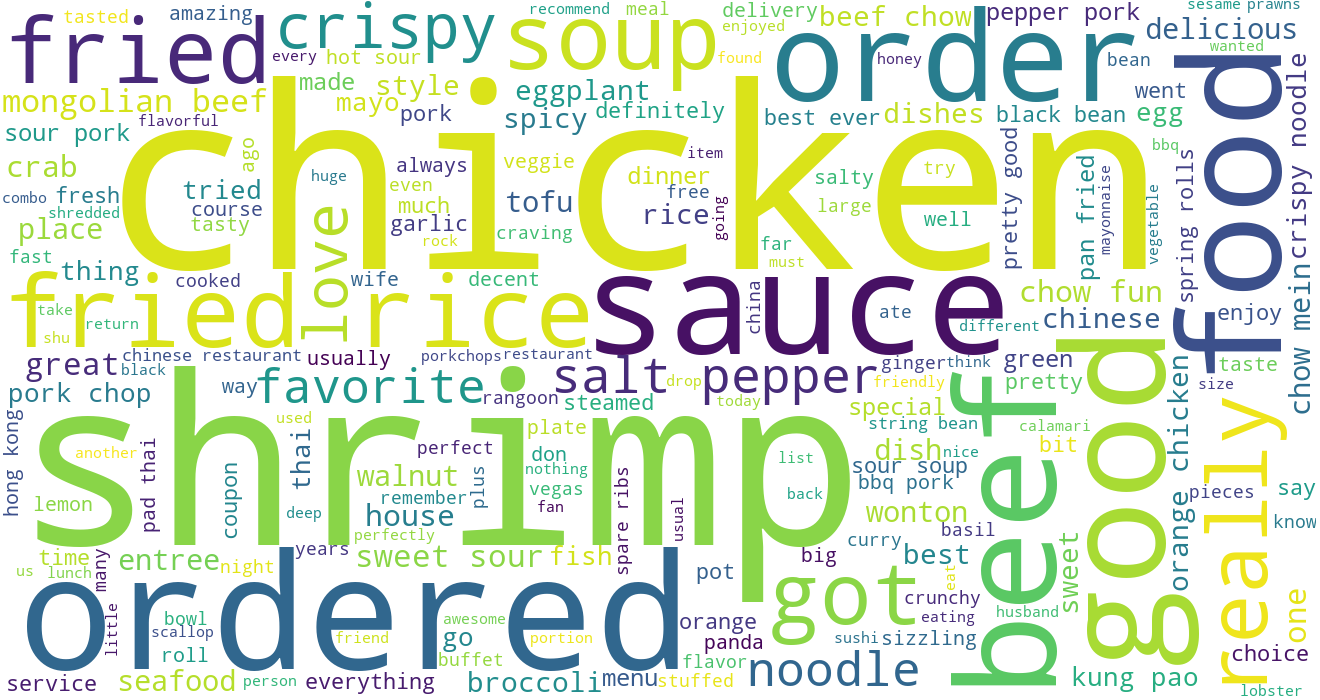 tasted
amazing
fried
crispy
recommend
meal
soup
delivery
enjoyed
beef chow
pepper pork
sesame
prawns
delicious
order
every
hot sour
found
honey
bean
wanted
mongolian beef
made
style
mayo
eggplant
definitely
went
food
crispy noodle
sour pork
flavorful
pork
spicy
best ever
dishes
black bean
egg
chicken
crab
ago
always
veggie
item
dinner
try
pretty good
bbq
combo
fresh
huge
tried
even
much
tofu
free
salty
pan fried
mayonnaise
vegetable
spring rolls
shredded
course
garlic
rice
going
large
well
place
tasty
love
rock
craving
far
must
fast
thing
cooked
wife
decent
sauce
china
chow fun
chow mein
fried rice
take
return
shu
ate
different
chinese
enjoy
great
chinese restaurant
black
usually
porkchops
restaurant
ginger
think
green
taste
pork chop
way
favorite
rangoon
salt pepper
drop
friendly
pretty
size
steamed
today
special
beef
good
orange chicken
really
hong kong
shrimp
used
plate
string bean
calamari
another
pad thai
thai
perfect
don
dish
nice
bit
coupon
walnut
plus
nothing
list
sour soup
bbq pork
lemon
remember
vegas
spare ribs
usual
back
pieces
say
deep
house
fan
wonton
know
perfectly
basil
years
time
many
entree
night
sweet sour
fish
big
curry
best
sweet
us
lunch
pot
got
eat
crunchy
one
ordered
little
bowl
scallop
roll
friend
awesome
go
portion
orange
panda
sushi
sizzling
eating
husband
choice
buffet
flavor
noodle
kung pao
service
seafood
person
everything
broccoli
menu
stuffed
lobster